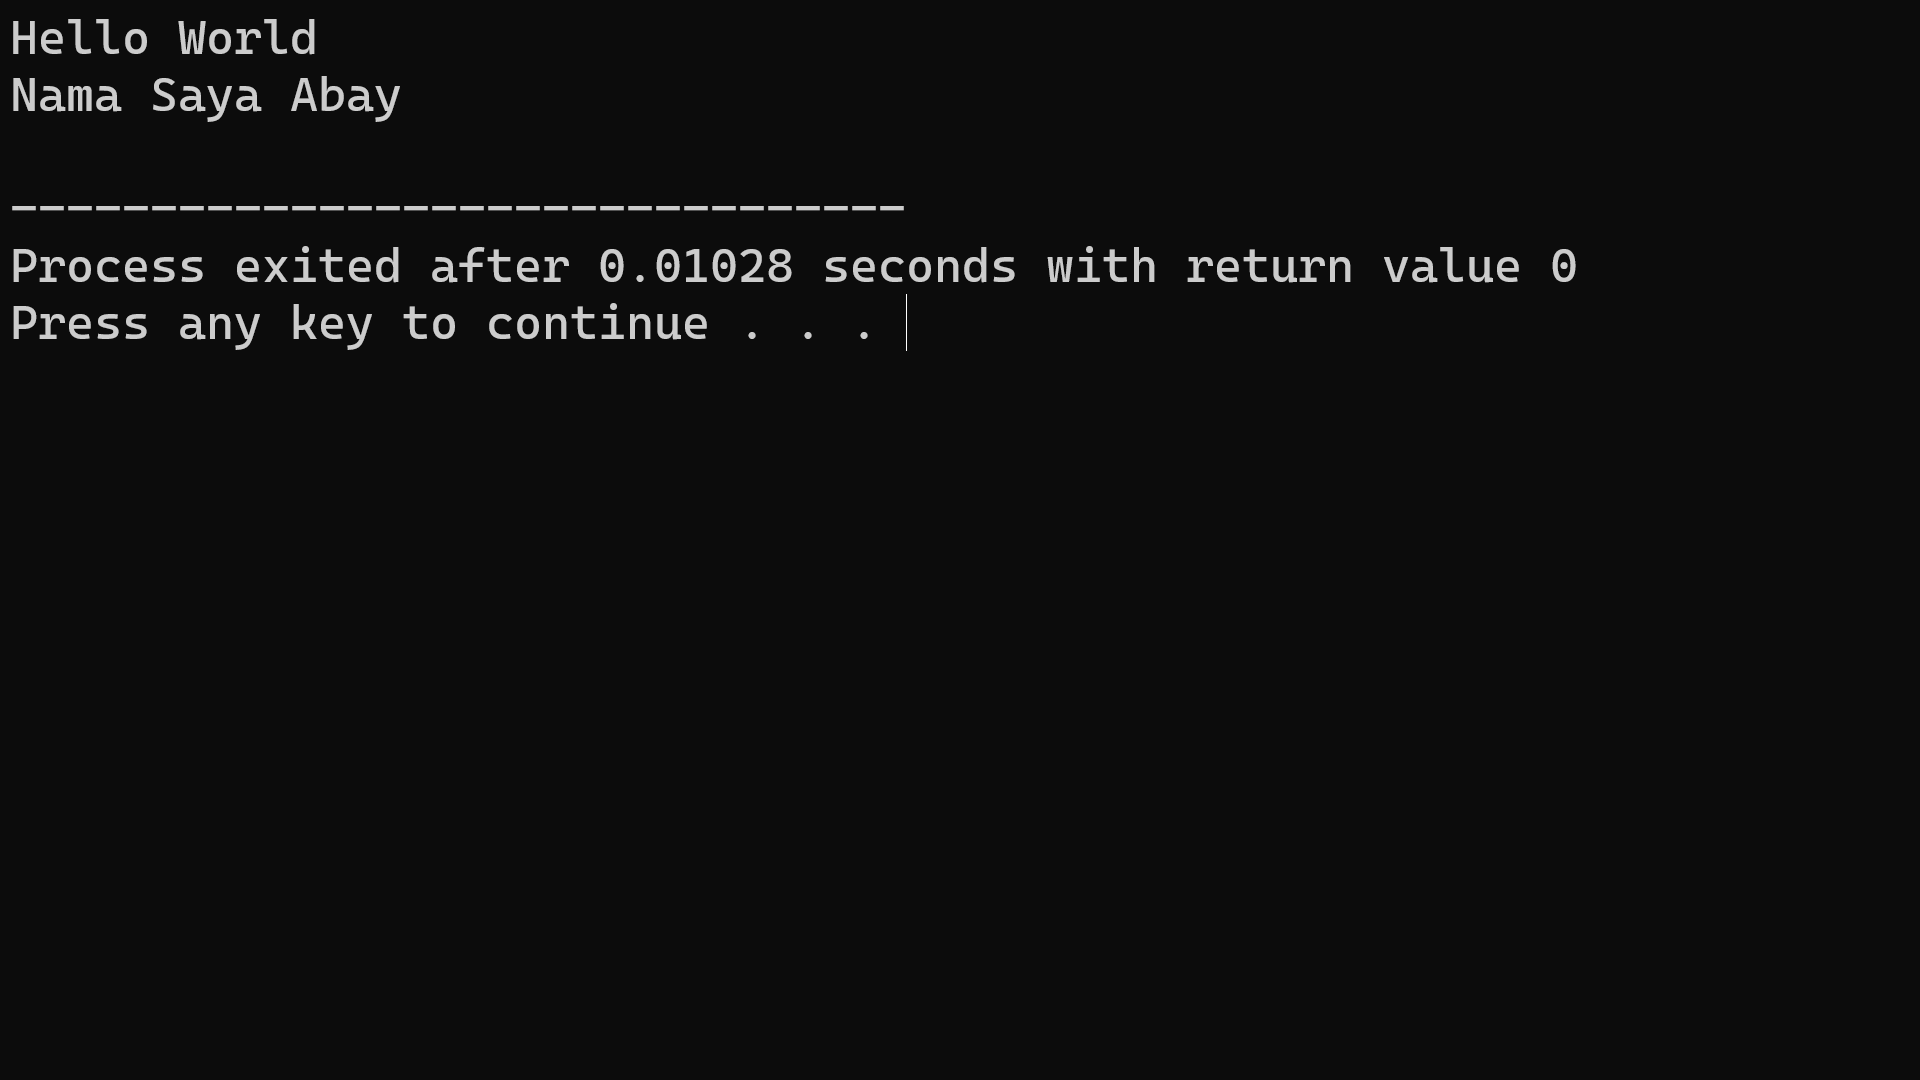 Hello World
Nama Saya Abay
--------------------------------
Process exited after 0.01028 seconds with return value 0
Press any key to continue . . .